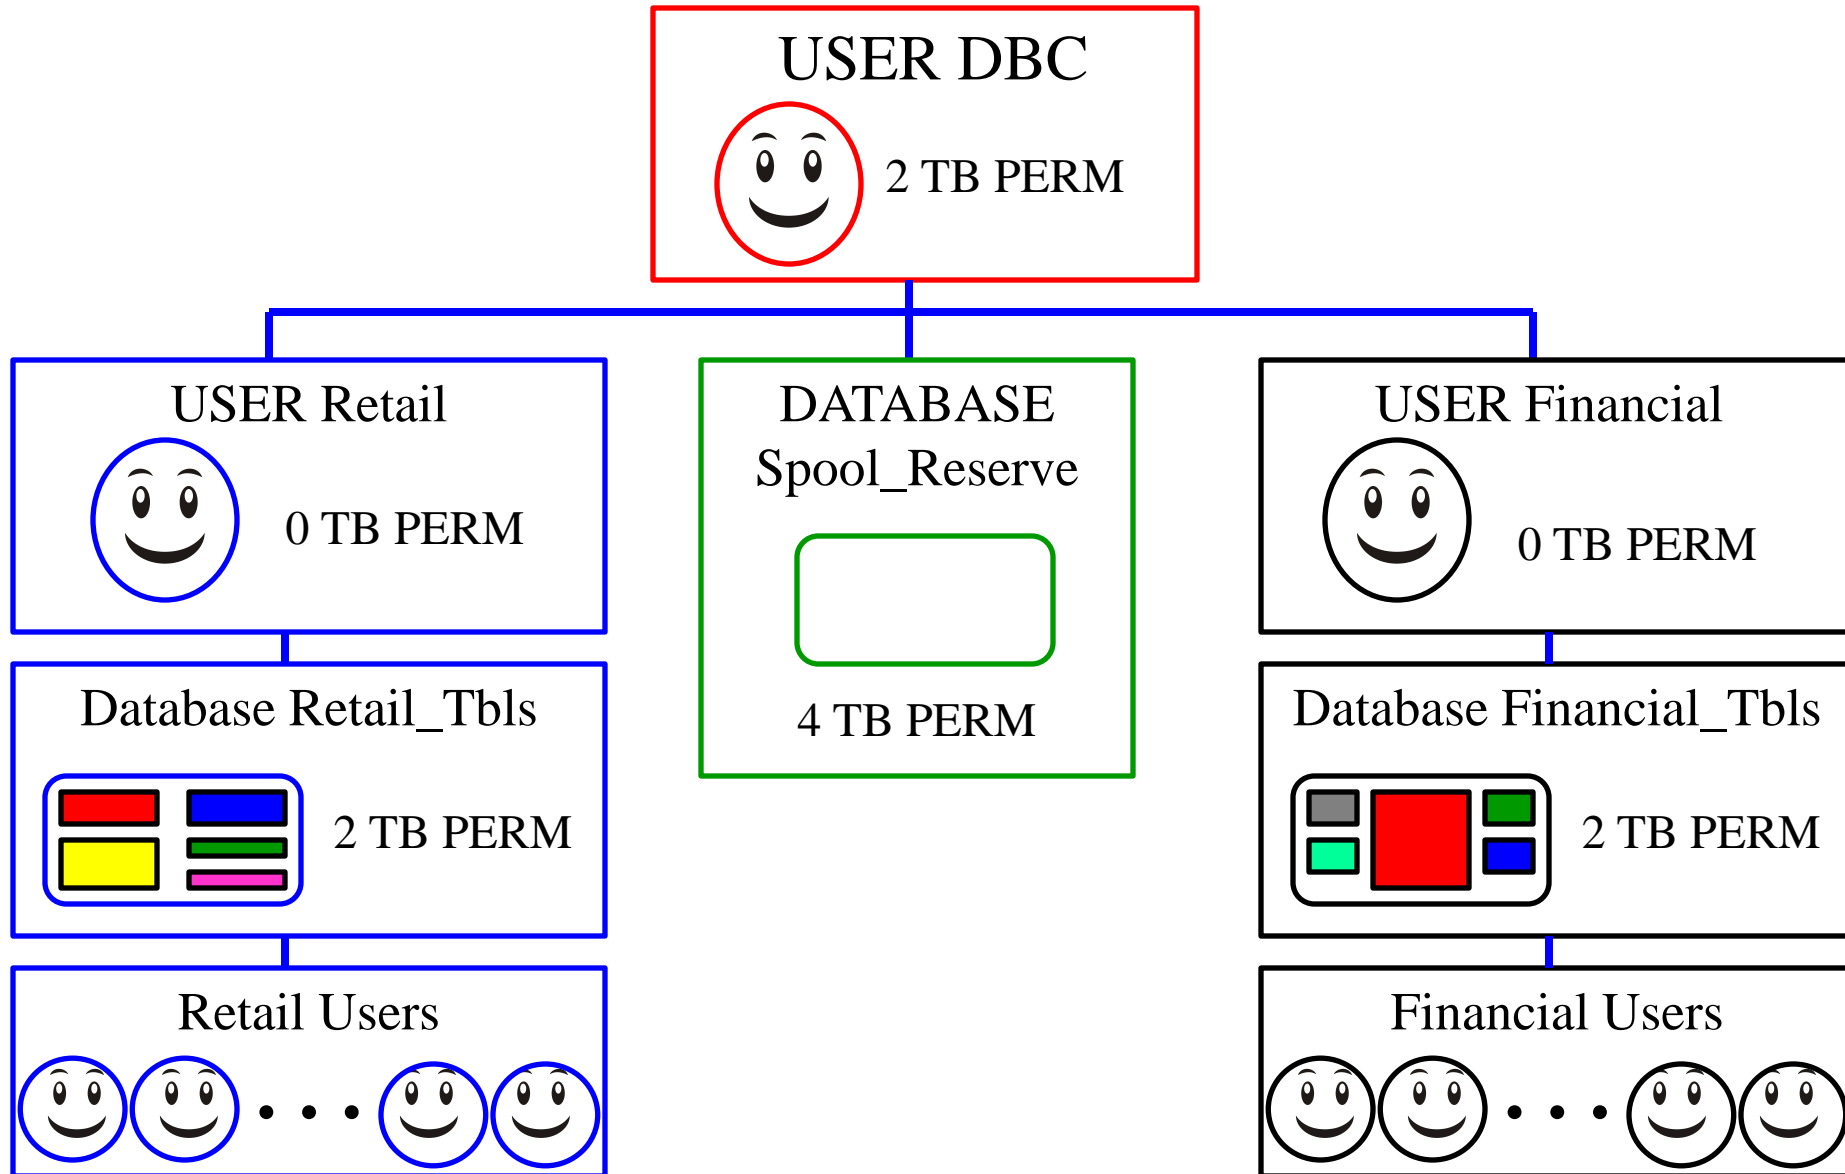 USER DBC
2 TB PERM
USER Retail
0 TB PERM
DATABASE
Spool_Reserve
4 TB PERM
USER Financial
0 TB PERM
Database Retail_Tbls
2 TB PERM
Database Financial_Tbls
2 TB PERM
Retail Users
Financial Users